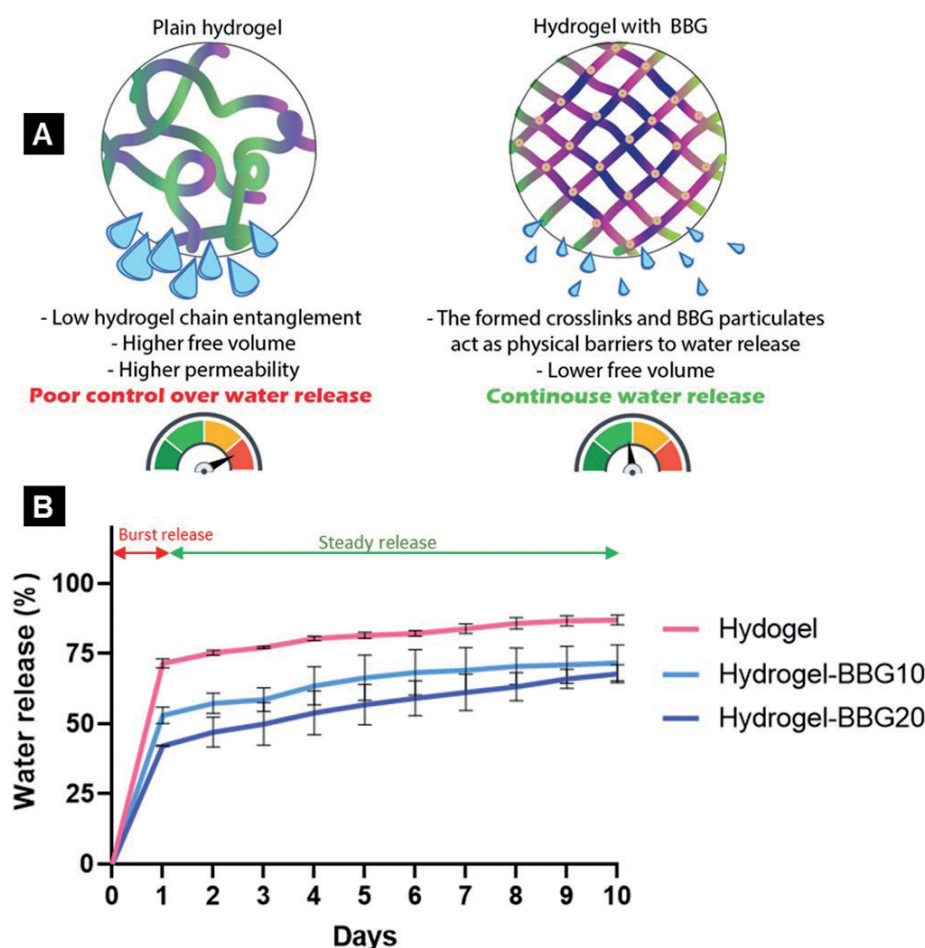 Plain hydrogel
Hydrogel with BBG
A
- Low hydrogel chain entanglement
- Higher free volume
- Higher permeability
Poor control over water release
- The formed crosslinks and BBG particulates
act as physical barriers to water release
- Lower free volume
Continouse water release
B
Burst release
Steady release
Water release (%)
100
75
50
25
0
0 1 2 3 4 5 6 7 8 9 10
Days
Hydogel
Hydrogel-BBG10
Hydrogel-BBG20